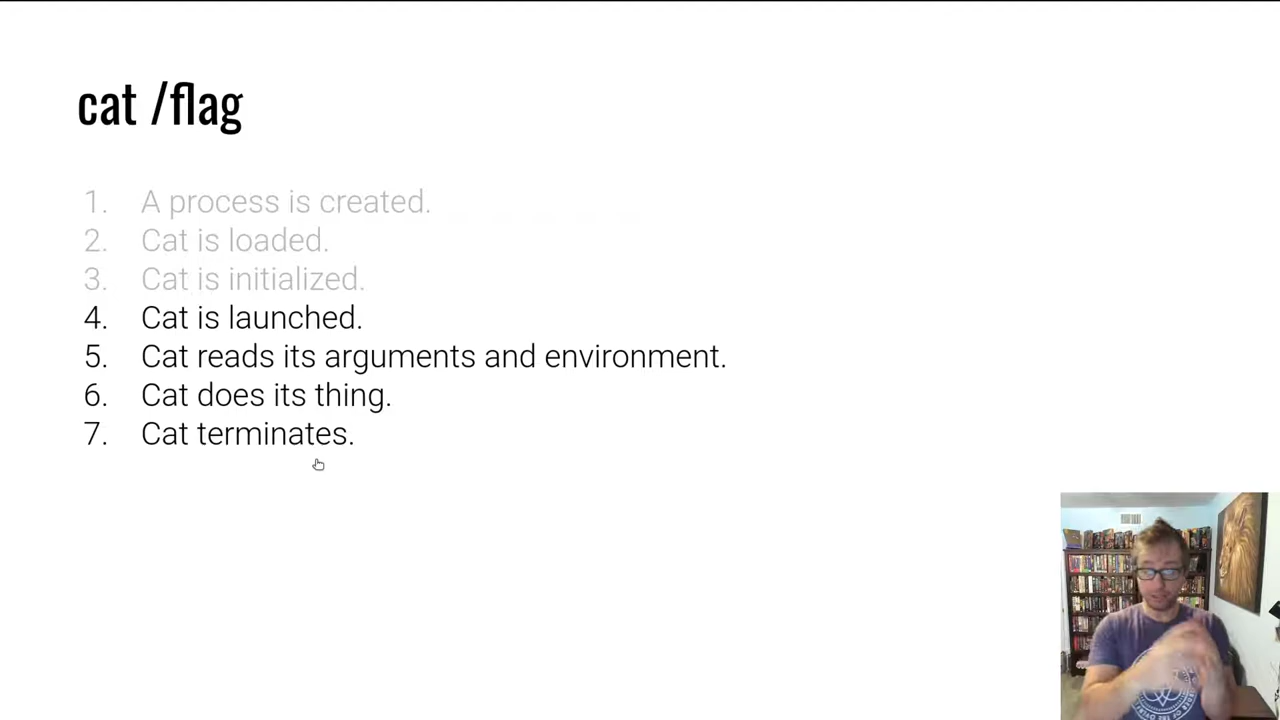 cat /flag
1. A process is created.
2. Cat is loaded.
3. Cat is initialized.
4. Cat is launched.
5. Cat reads its arguments and environment.
6. Cat does its thing.
7. Cat terminates.